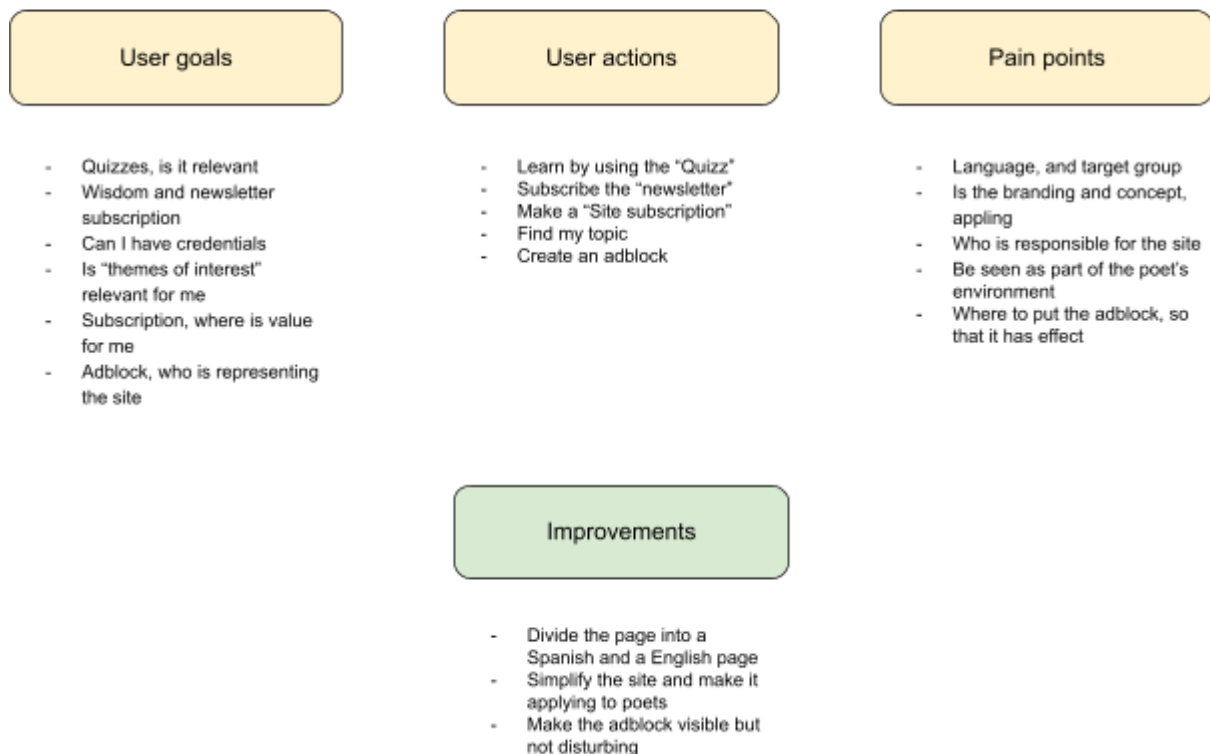 User goals
User actions
Pain points
- Quizzes, is it relevant
- Wisdom and newsletter
subscription
- Can I have credentials
- Is “themes of interest”
relevant for me
- Subscription, where is value
for me
- Adblock, who is representing
the site
- Learn by using the “Quizz”
- Subscribe the “newsletter”
- Make a “Site subscription”
- Find my topic
- Create an adblock
- Language, and target group
- Is the branding and concept,
appling
- Who is responsible for the site
- Be seen as part of the poet’s
environment
- Where to put the adblock, so
that it has effect
Improvements
- Divide the page into a
Spanish and a English page
- Simplify the site and make it
applying to poets
- Make the adblock visible but
not disturbing